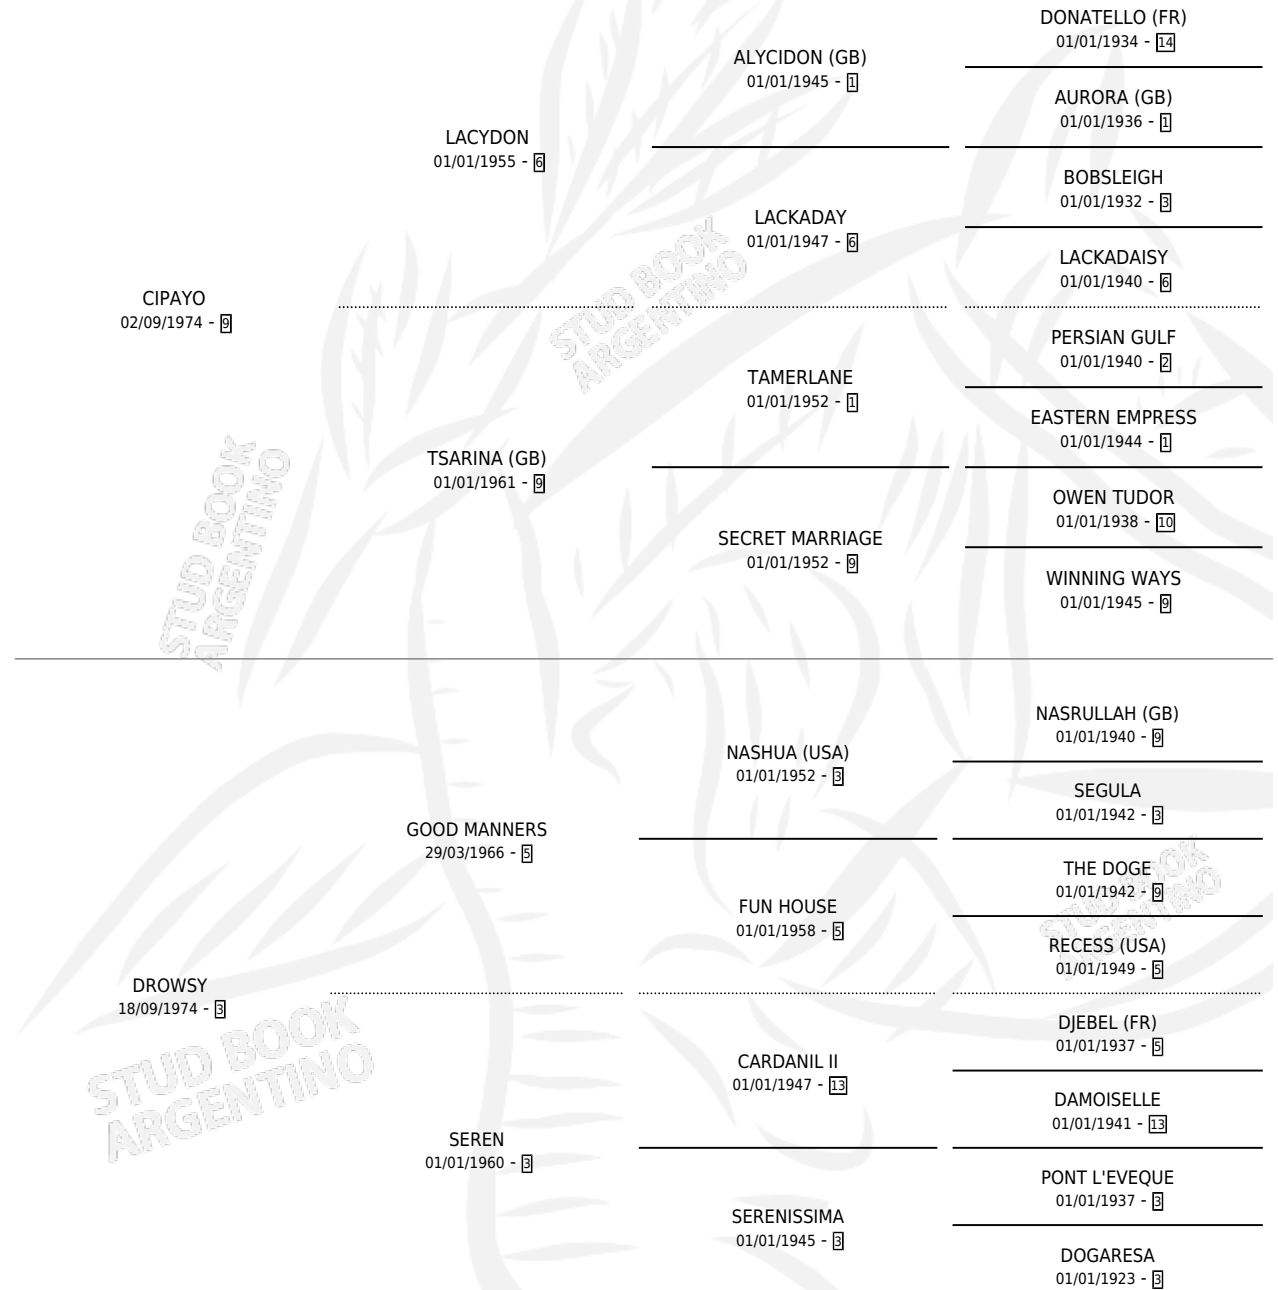 DONATELLO (FR)
01/01/1934 - 14
ALYCIDON (GB)
01/01/1945 - 1
AURORA (GB)
01/01/1936 - 1
LACYDON
01/01/1955 - 6
BOBSLEIGH
01/01/1932 - 3
LACKADAY
01/01/1947 - 6
LACKADAISY
01/01/1940 - 6
CIPAYO
02/09/1974 - 9
PERSIAN GULF
01/01/1940 - 2
TAMERLANE
01/01/1952 - 1
EASTERN EMPRESS
01/01/1944 - 1
TSARINA (GB)
01/01/1961 - 9
OWEN TUDOR
01/01/1938 - 10
SECRET MARRIAGE
01/01/1952 - 9
WINNING WAYS
01/01/1945 - 9
NASRULLAH (GB)
01/01/1940 - 9
NASHUA (USA)
01/01/1952 - 3
SEGULA
01/01/1942 - 3
GOOD MANNERS
29/03/1966 - 5
THE DOGE
01/01/1942 - 9
FUN HOUSE
01/01/1958 - 5
RECESS (USA)
01/01/1949 - 5
DROWSY
18/09/1974 - 3
DJEBEL (FR)
01/01/1937 - 5
CARDANIL II
01/01/1947 - 13
DAMOISELLE
01/01/1941 - 13
SEREN
01/01/1960 - 3
PONT L'EVEQUE
01/01/1937 - 3
SERENISSIMA
01/01/1945 - 3
DOGARESA
01/01/1923 - 3
STUD BOOK
ARGENTINO
STUD BOOK
ARGENTINO
STUD BOOK
ARGENTINO
STUD BOOK
ARGENTINO